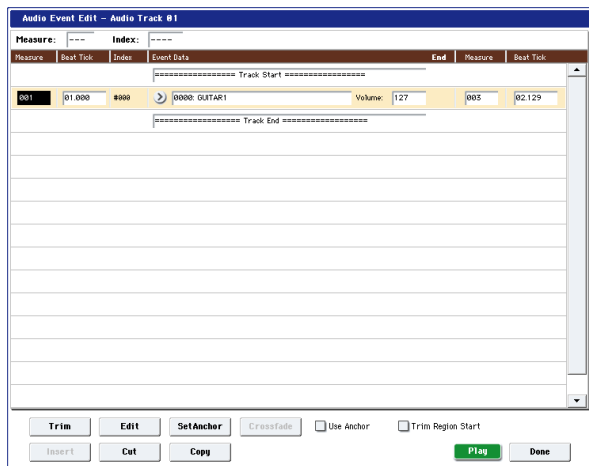 Audio Event Edit – Audio Track 01
Measure: --- Index: ----
Measure Beat Tick Index Event Data End Measure Beat Tick
================= Track Start =================
001 01.000 #000 0000: GUITAR1 Volume: 127 003 02.129
================== Track End ==================
Trim Edit SetAnchor Crossfade Use Anchor Trim Region Start
Insert Cut Copy Play Done